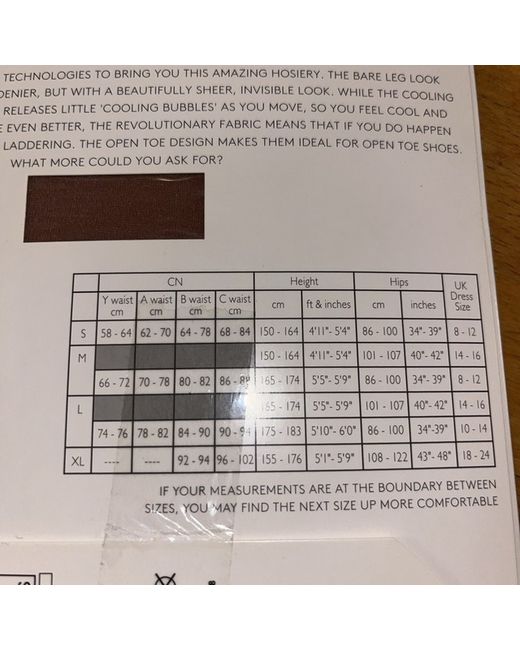 TECHNOLOGIES TO BRING YOU THIS AMAZING HOSIERY. THE BARE LEG LOOK
DENIER, BUT WITH A BEAUTIFULLY SHEER, INVISIBLE LOOK. WHILE THE COOLING
RELEASES LITTLE 'COOLING BUBBLES' AS YOU MOVE, SO YOU FEEL COOL AND
E EVEN BETTER, THE REVOLUTIONARY FABRIC MEANS THAT IF YOU DO HAPPEN
LADDERING. THE OPEN TOE DESIGN MAKES THEM IDEAL FOR OPEN TOE SHOES.
WHAT MORE COULD YOU ASK FOR?
CN Height Hips UK Dress Size
Y waist cm A waist cm B waist cm C waist cm cm ft & inches cm inches
S 58 - 64 62 - 70 64 - 78 68 - 84 150 - 164 4'11"- 5'4" 86 - 100 34"- 39" 8 - 12
M 150 - 164 4'11"- 5'4" 101 - 107 40"- 42" 14 - 16
66 - 72 70 - 78 80 - 82 86 - 88 165 - 174 5'5"- 5'9" 86 - 100 34"- 39" 8 - 12
L 165 - 174 5'5"- 5'9" 101 - 107 40"- 42" 14 - 16
74 - 76 78 - 82 84 - 90 90 - 94 175 - 183 5'10"- 6'0" 86 - 100 34"-39" 10 - 14
XL ---- ---- 92 - 94 96 - 102 155 - 176 5'1"- 5'9" 108 - 122 43"- 48" 18 - 24
IF YOUR MEASUREMENTS ARE AT THE BOUNDARY BETWEEN
SIZES, YOU MAY FIND THE NEXT SIZE UP MORE COMFORTABLE